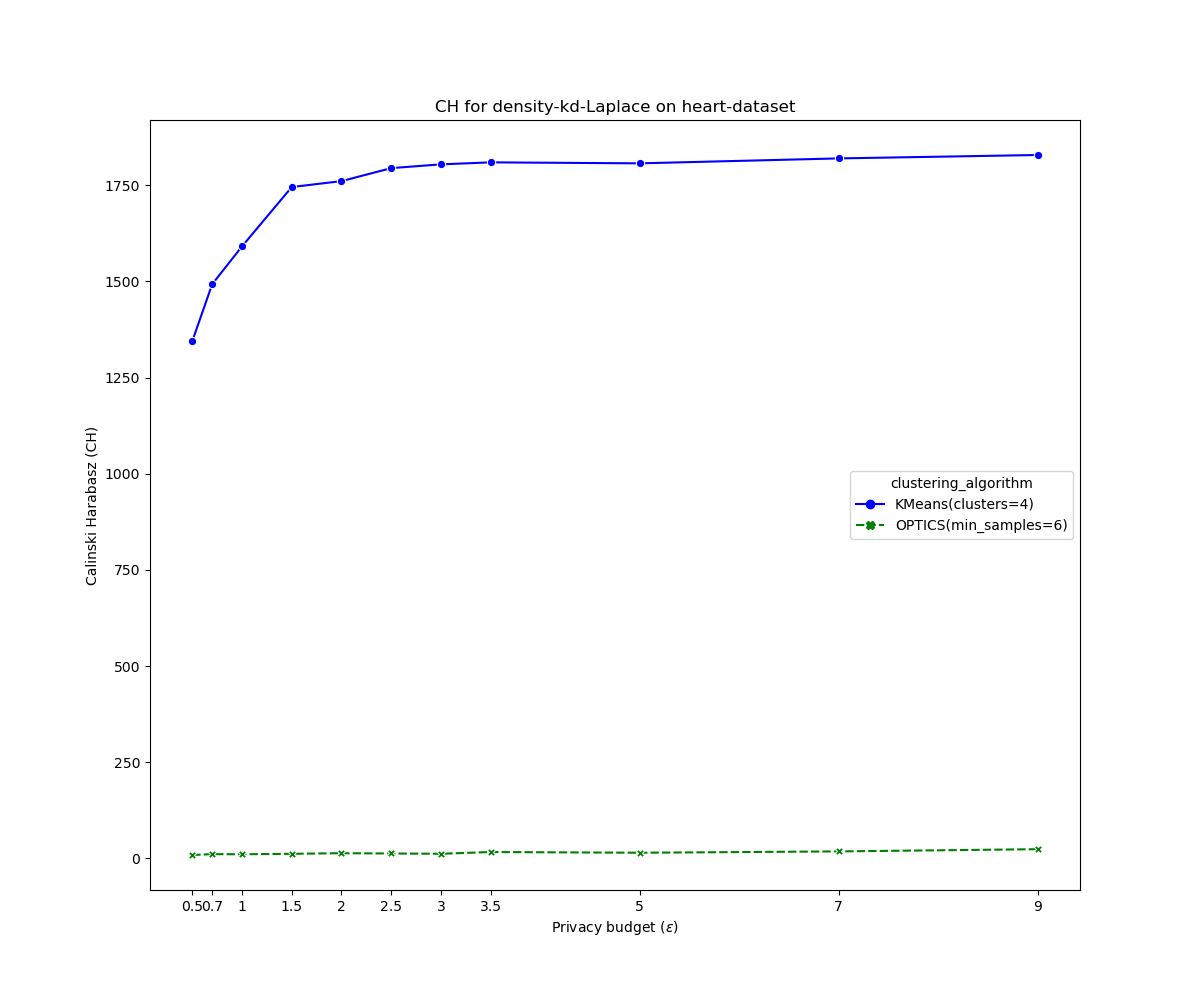 CH for density-kd-Laplace on heart-dataset
Calinski Harabasz (CH)
1750
1500
1250
1000
750
500
250
0
clustering_algorithm
KMeans(clusters=4)
OPTICS(min_samples=6)
0.5 0.7 1 1.5 2 2.5 3 3.5 5 7 9
Privacy budget (ε)